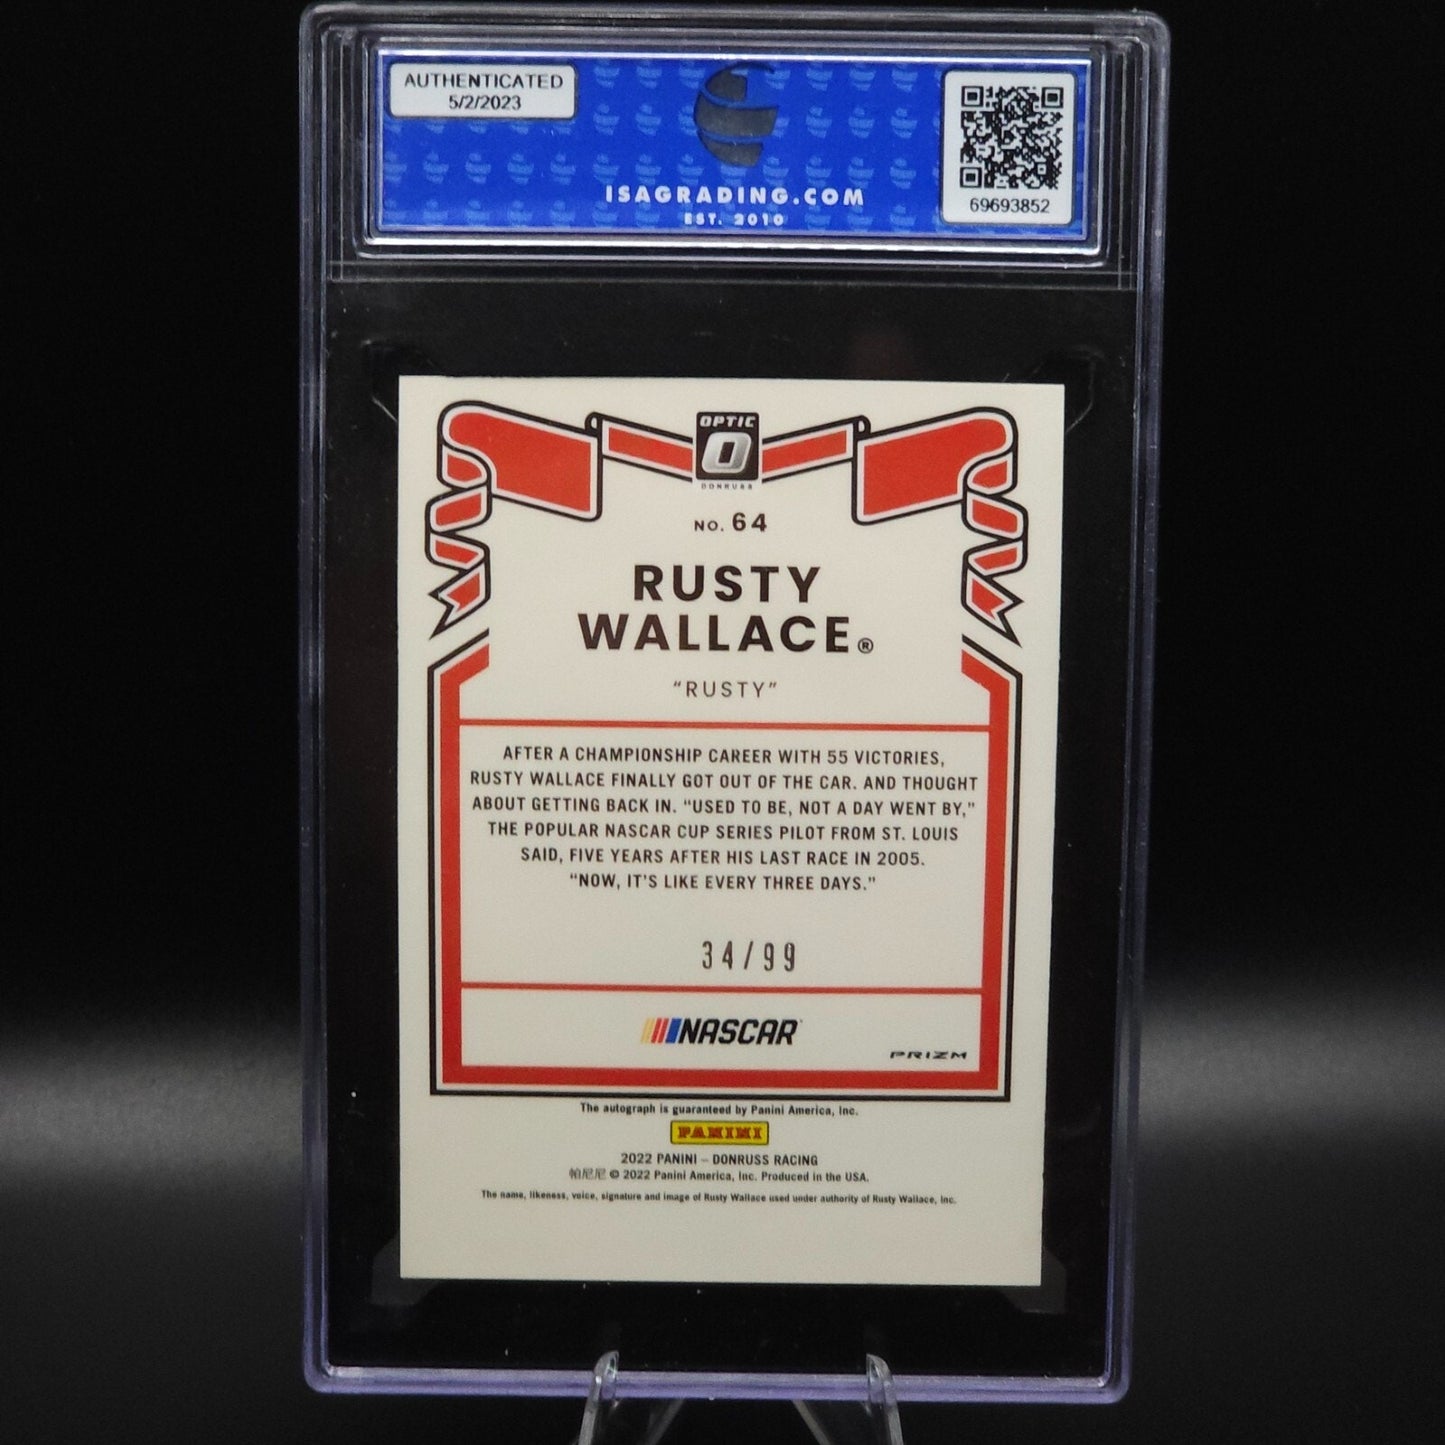 AUTHENTICATED
5/2/2023
ISAGRADING.COM
EST. 2010
69693852
OPTIC
O
DONRUSS
NO. 64
RUSTY
WALLACE®
"RUSTY"
AFTER A CHAMPIONSHIP CAREER WITH 55 VICTORIES,
RUSTY WALLACE FINALLY GOT OUT OF THE CAR. AND THOUGHT
ABOUT GETTING BACK IN. "USED TO BE, NOT A DAY WENT BY,"
THE POPULAR NASCAR CUP SERIES PILOT FROM ST. LOUIS
SAID, FIVE YEARS AFTER HIS LAST RACE IN 2005.
"NOW, IT'S LIKE EVERY THREE DAYS."
34/99
NASCAR
PRIZM
The autograph is guaranteed by Panini America, Inc.
PANINI
2022 PANINI – DONRUSS RACING
帕尼尼 © 2022 Panini America, Inc. Produced in the USA.
The name, likeness, voice, signature and image of Rusty Wallace used under authority of Rusty Wallace, Inc.